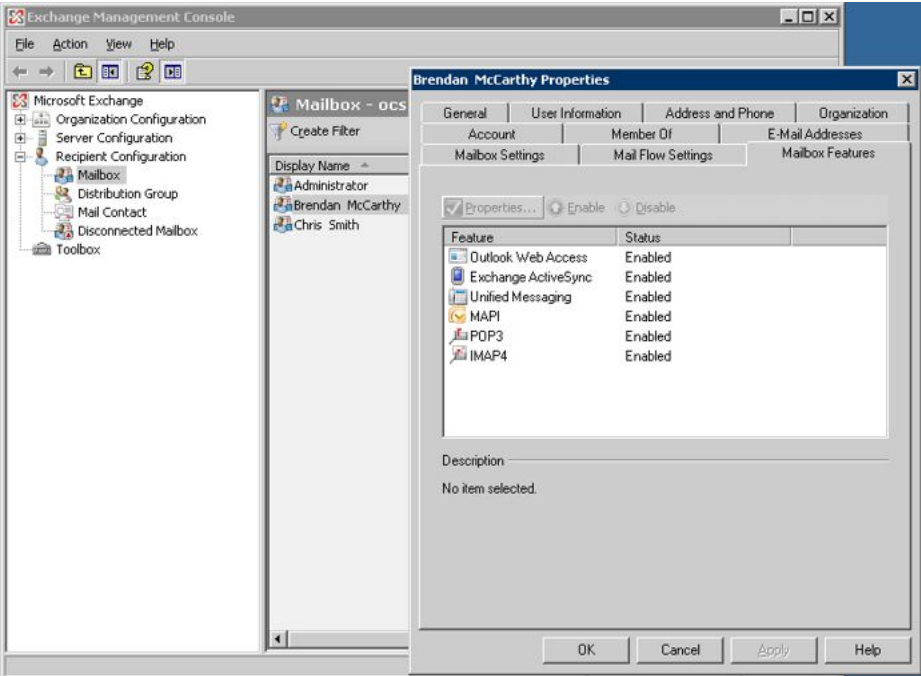 Exchange Management Console
File Action View Help
Microsoft Exchange
Organization Configuration
Server Configuration
Recipient Configuration
Mailbox
Distribution Group
Mail Contact
Disconnected Mailbox
Toolbox
Mailbox - ocs
Create Filter
Display Name
Administrator
Brendan McCarthy
Chris Smith
Brendan McCarthy Properties
General User Information Address and Phone Organization
Account Member Of E-Mail Addresses
Mailbox Settings Mail Flow Settings Mailbox Features
Properties... Enable Disable
Feature Status
Outlook Web Access Enabled
Exchange ActiveSync Enabled
Unified Messaging Enabled
MAPI Enabled
POP3 Enabled
IMAP4 Enabled
Description
No item selected.
OK Cancel Apply Help